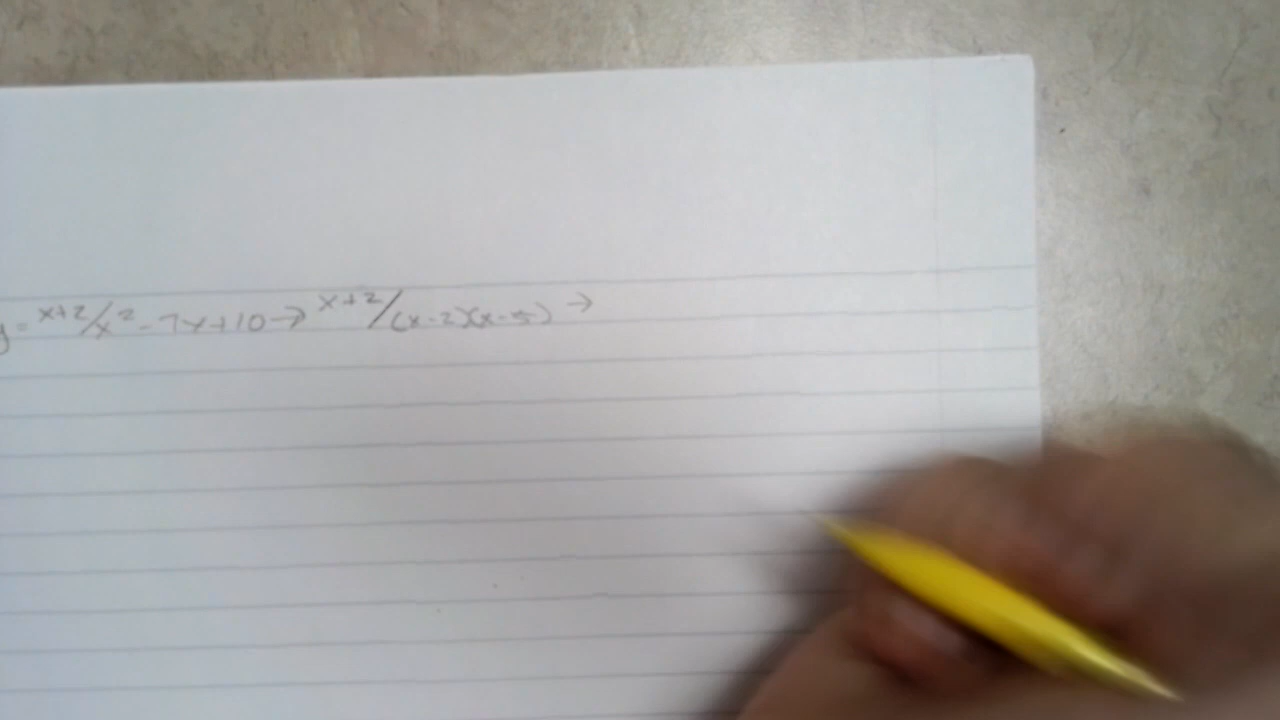 y = x+2/x² - 7x+10 → x+2/(x-2)(x-5) →